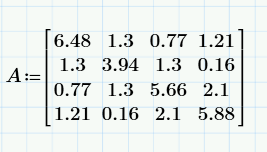 A:= [6.48 1.3 0.77 1.21
1.3 3.94 1.3 0.16
0.77 1.3 5.66 2.1
1.21 0.16 2.1 5.88]